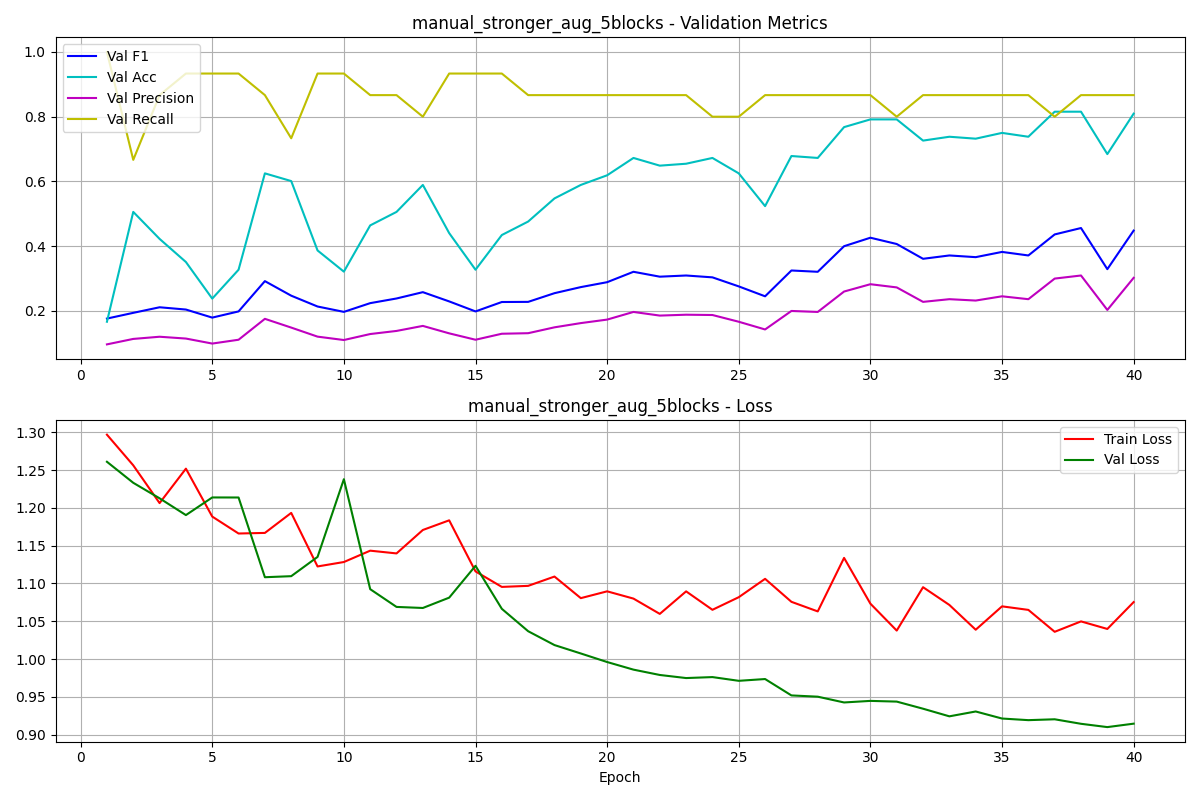 manual_stronger_aug_5blocks - Validation Metrics
1.0
0.8
0.6
0.4
0.2
Val F1
Val Acc
Val Precision
Val Recall
0 5 10 15 20 25 30 35 40
manual_stronger_aug_5blocks - Loss
1.30
1.25
1.20
1.15
1.10
1.05
1.00
0.95
0.90
Train Loss
Val Loss
0 5 10 15 20 25 30 35 40
Epoch